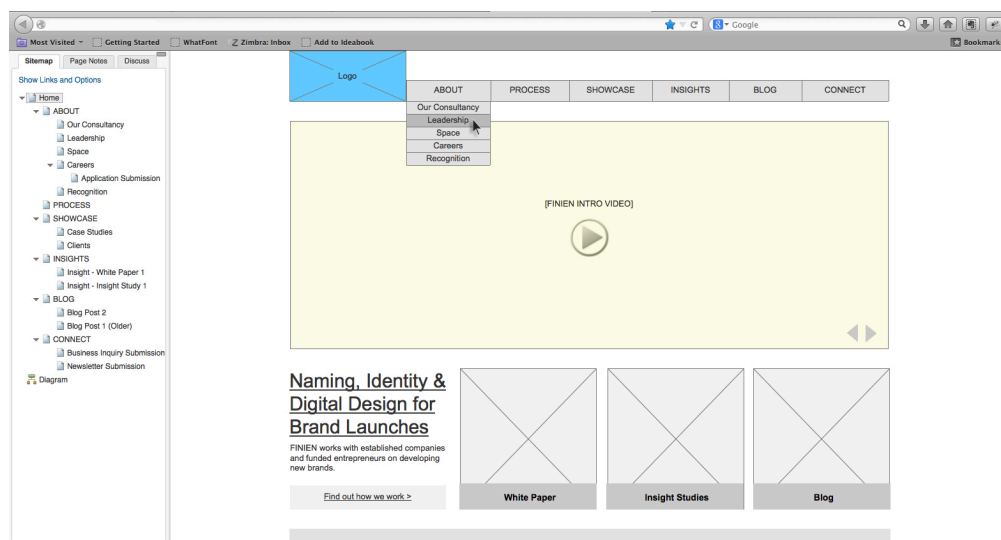 Google
Most Visited
Getting Started
WhatFont
Zimbra: Inbox
Add to Ideabook
Bookmark
Sitemap
Page Notes
Discuss
Show Links and Options
Home
ABOUT
Our Consultancy
Leadership
Space
Careers
Application Submission
Recognition
PROCESS
SHOWCASE
Case Studies
Clients
INSIGHTS
Insight - White Paper 1
Insight - Insight Study 1
BLOG
Blog Post 2
Blog Post 1 (Older)
CONNECT
Business Inquiry Submission
Newsletter Submission
Diagram
Logo
ABOUT
PROCESS
SHOWCASE
INSIGHTS
BLOG
CONNECT
Our Consultancy
Leadership
Space
Careers
Recognition
[FINIEN INTRO VIDEO]
Naming, Identity &
Digital Design for
Brand Launches
FINIEN works with established companies
and funded entrepreneurs on developing
new brands.
Find out how we work >
White Paper
Insight Studies
Blog